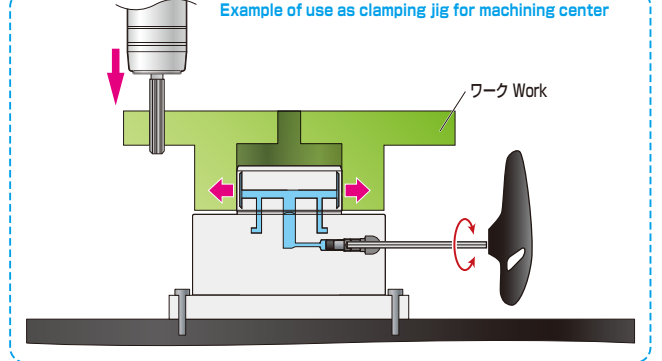 Example of use as clamping jig for machining center
ワーク Work